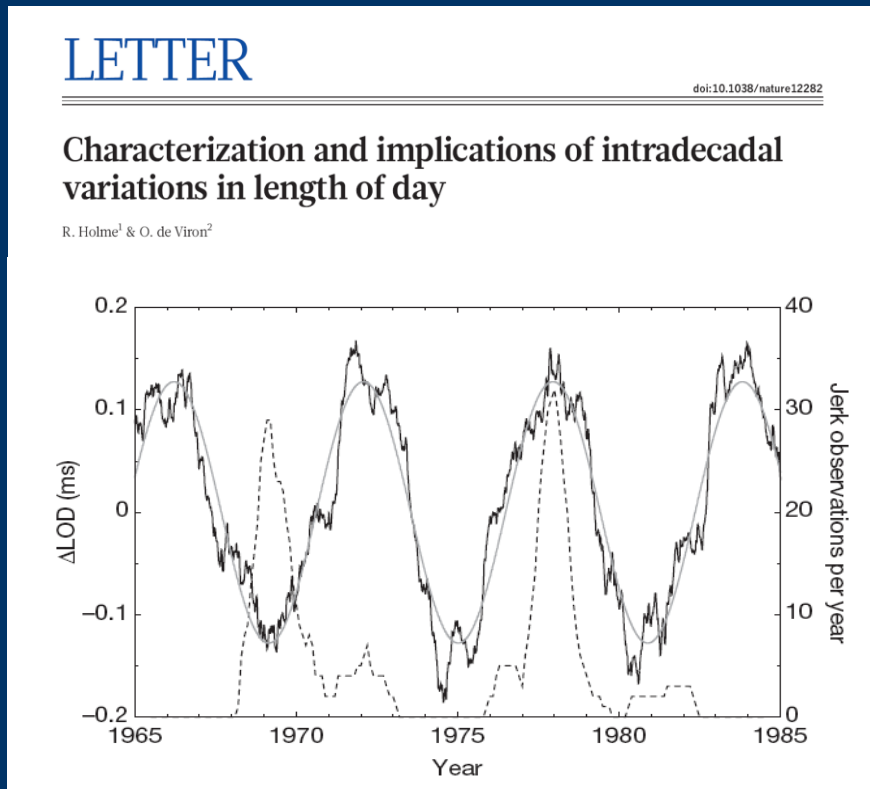 LETTER
doi:10.1038/nature12282
Characterization and implications of intradecadal
variations in length of day
R. Holme¹ & O. de Viron²
0.2
0.1
0
−0.1
−0.2
ΔLOD (ms)
40
30
20
10
0
Jerk observations per year
1965 1970 1975 1980 1985
Year